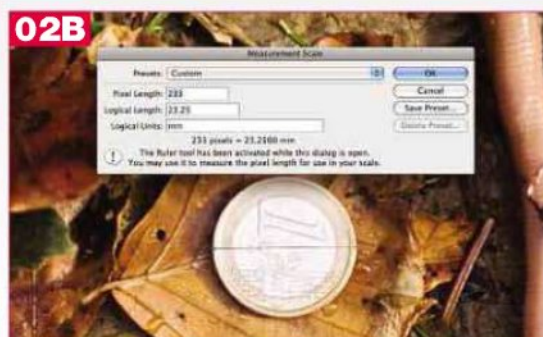 02B
Measurement Scale
Presets: Custom
OK
Pixel Length: 233
Cancel
Logical Length: 23.25
Save Preset...
Logical Units: mm
Delete Preset...
233 pixels = 23.2500 mm
The Ruler tool has been activated while this dialog is open.
You may use it to measure the pixel length for use in your scale.
1